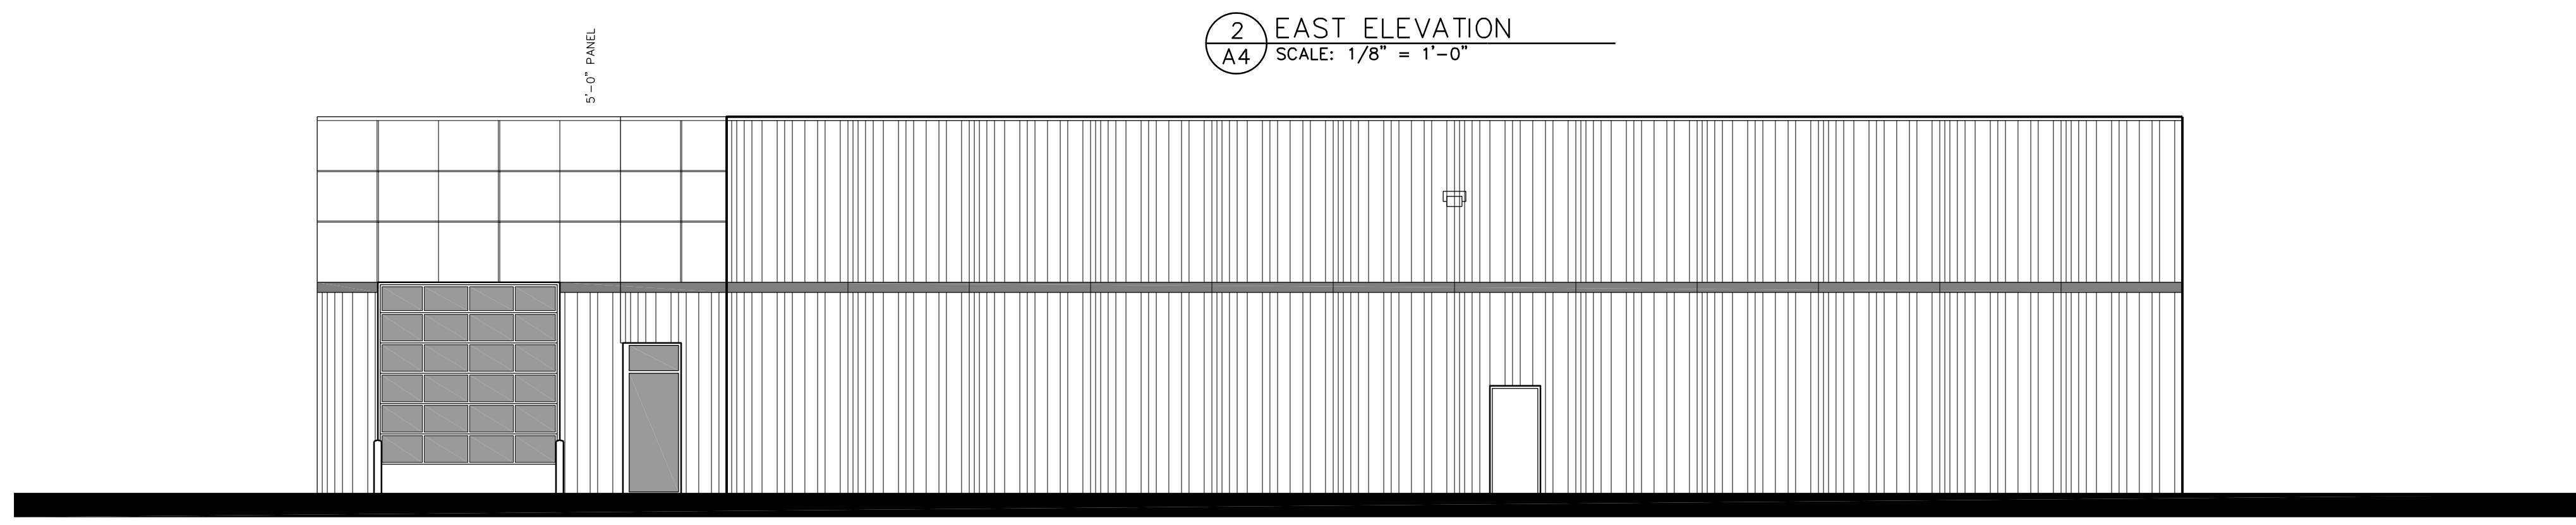 2
A4
EAST ELEVATION
SCALE: 1/8" = 1'-0"
5'-0" PANEL